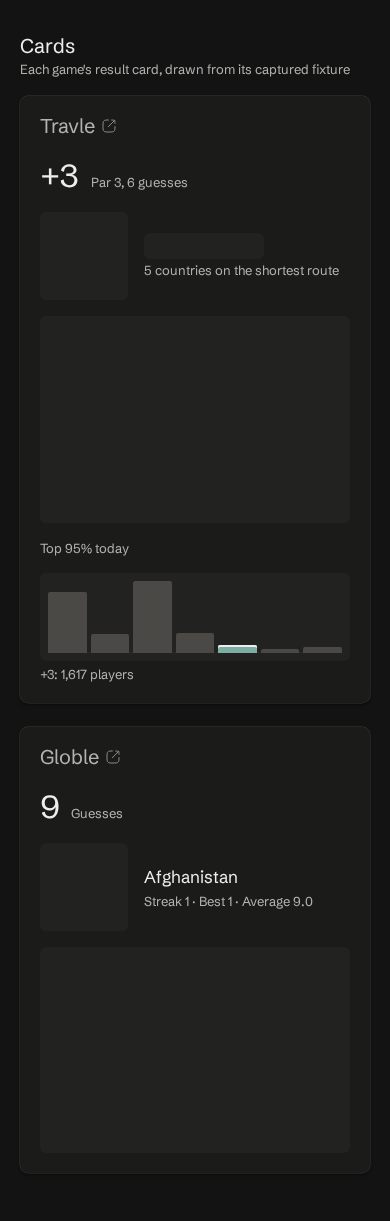 Cards
Each game's result card, drawn from its captured fixture
Travle
+3 Par 3, 6 guesses
5 countries on the shortest route
Top 95% today
+3: 1,617 players
Globle
9 Guesses
Afghanistan
Streak 1 · Best 1 · Average 9.0